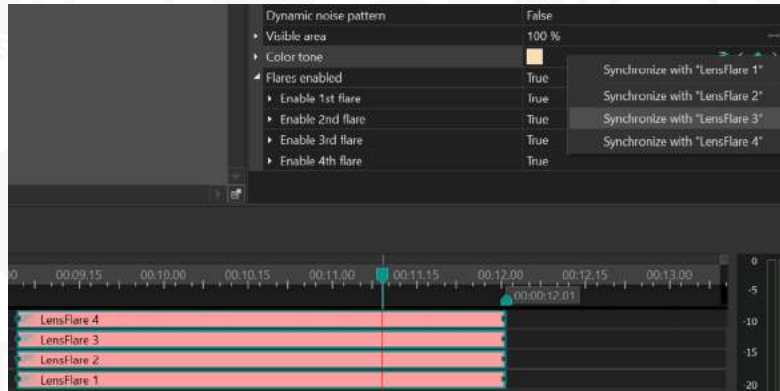 Dynamic noise pattern False
Visible area 100 %
Color tone
Flares enabled True
Enable 1st flare True
Enable 2nd flare True
Enable 3rd flare True
Enable 4th flare True
Synchronize with "LensFlare 1"
Synchronize with "LensFlare 2"
Synchronize with "LensFlare 3"
Synchronize with "LensFlare 4"
00:09.15 00:10.00 00:10.15 00:11.00 00:11.15 00:12.00 00:12.15 00:13.00
00:00:12.01
LensFlare 4
LensFlare 3
LensFlare 2
LensFlare 1
0
-5
-10
-15
-20